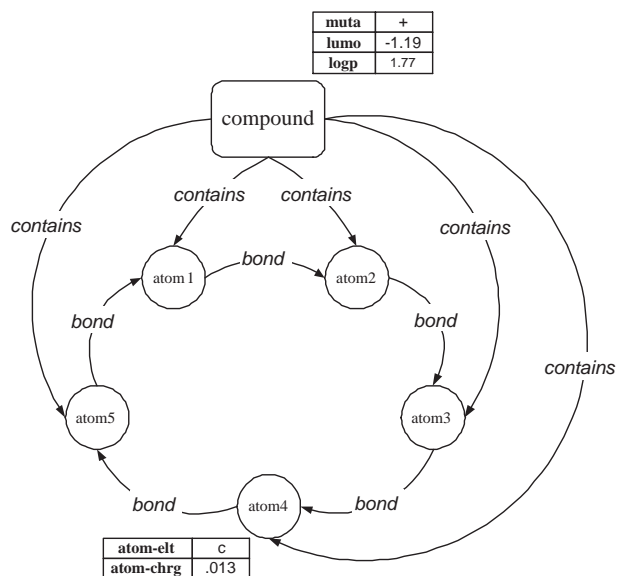 muta +
lumo -1.19
logp 1.77
compound
contains contains
contains contains
atom1 bond atom2
bond bond
contains
atom5 atom3
bond atom4 bond
atom-elt c
atom-chrg .013